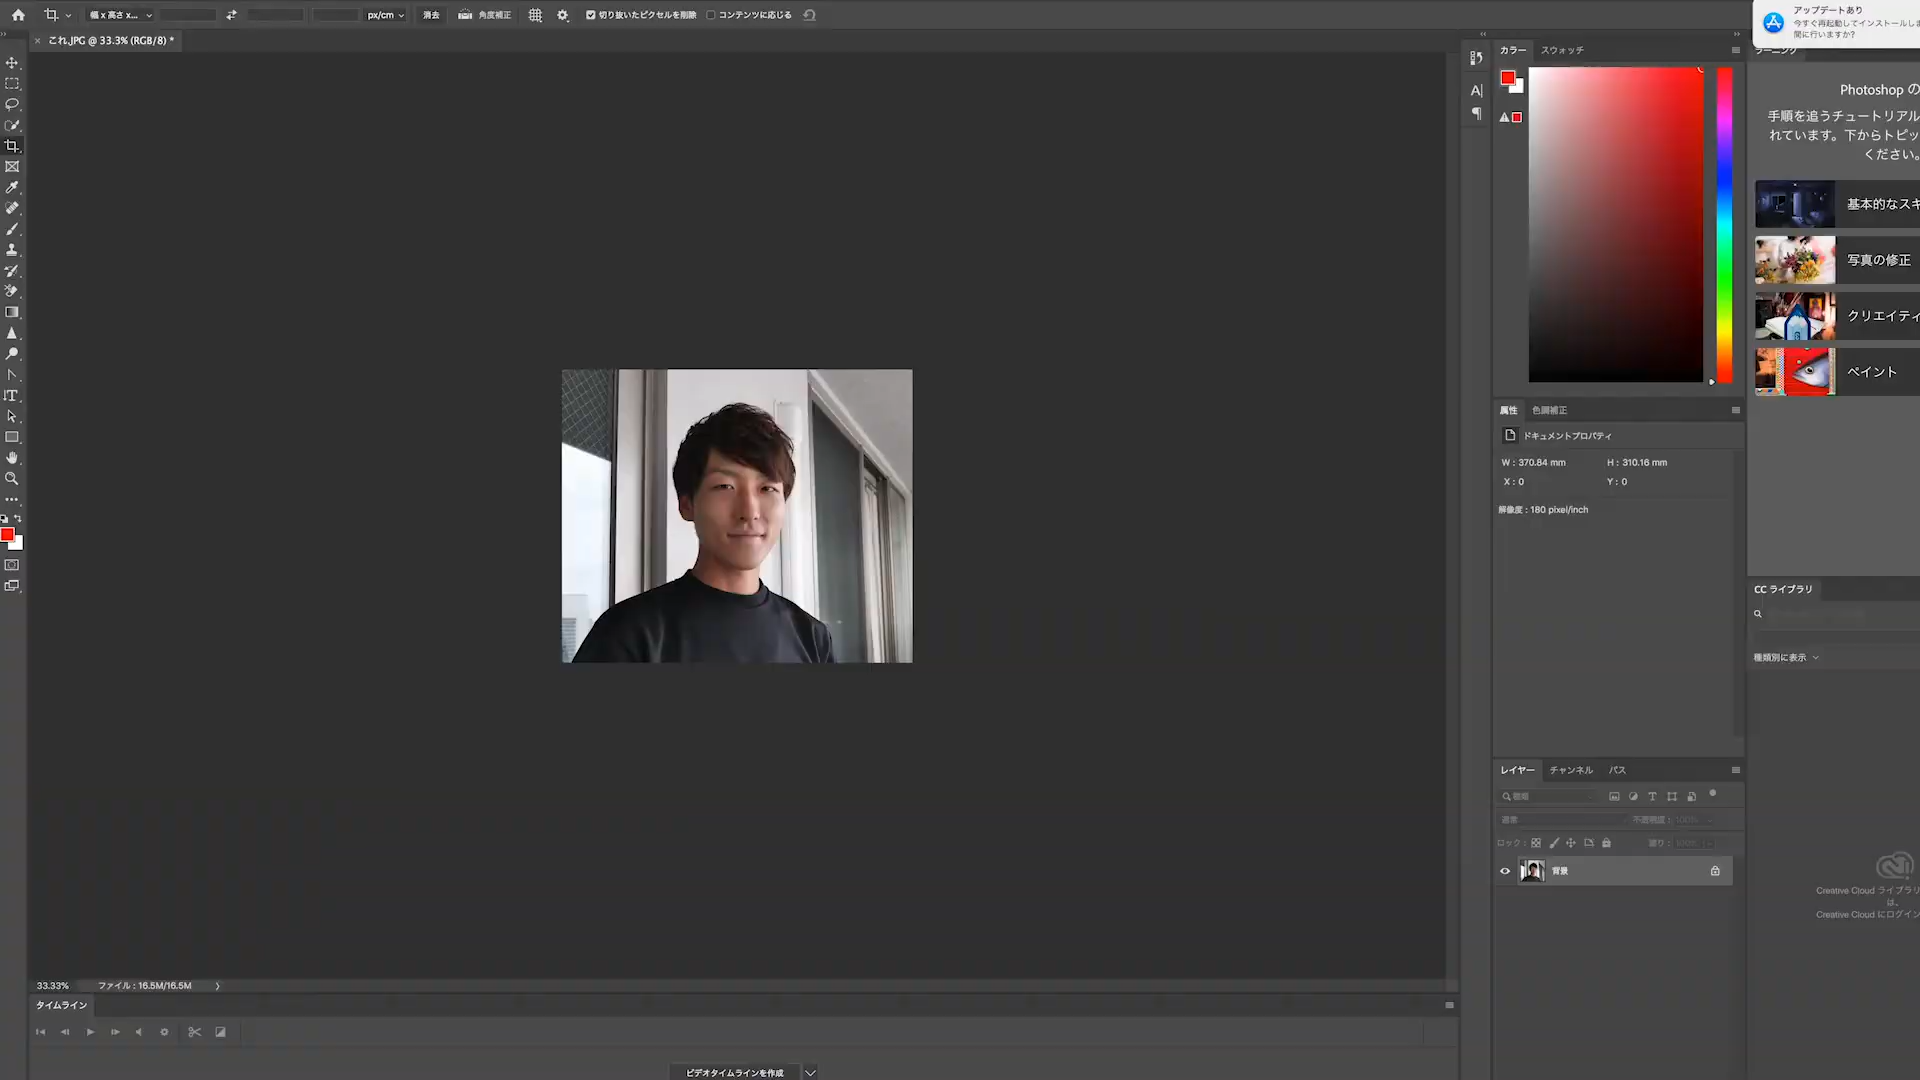 幅 x 高さ x...
px/cm
消去
角度補正
切り抜いたピクセルを削除
コンテンツに応じる
アップデートあり
今すぐ再起動してインストールしま
間に行いますか?
これ.JPG @ 33.3% (RGB/8) *
カラー
スウォッチ
ラーニング
Photoshop の
手順を追うチュートリアル
れています。下からトピッ
ください。
基本的なスキ
写真の修正
クリエイティ
ペイント
属性
色調補正
ドキュメントプロパティ
W : 370.84 mm
H : 310.16 mm
X : 0
Y : 0
解像度 : 180 pixel/inch
CC ライブラリ
種類別に表示
レイヤー
チャンネル
パス
種類
通常
不透明度 : 100%
ロック :
塗り : 100%
背景
Creative Cloud ライブラリ
は、
Creative Cloud にログイン
33.33%
ファイル : 16.5M/16.5M
タイムライン
ビデオタイムラインを作成